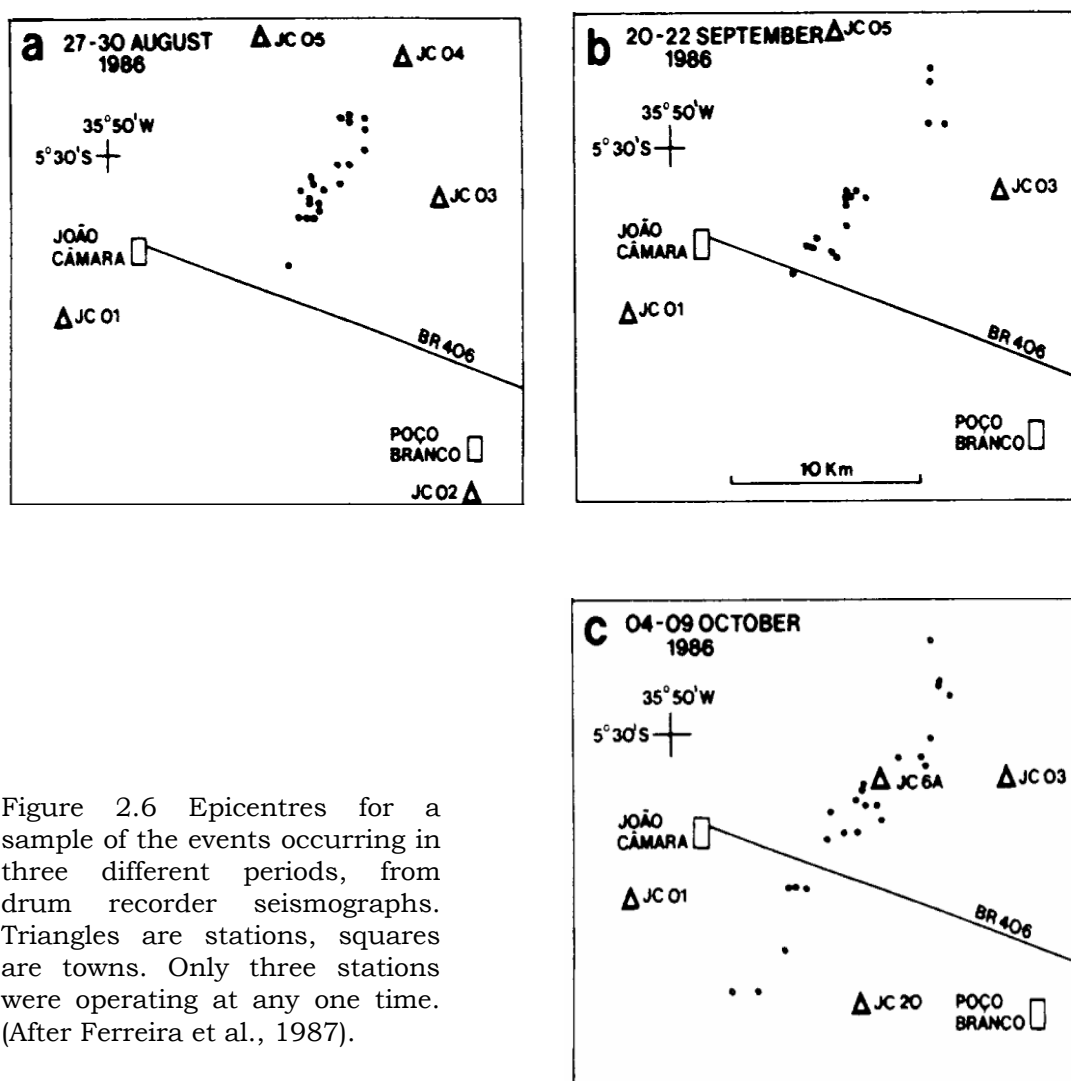 a 27-30 AUGUST
1986
JC 05
JC 04
35°50'W
5°30'S
JC 03
JOÃO
CÂMARA
JC 01
BR 406
POÇO
BRANCO
JC 02
b 20-22 SEPTEMBER
1986
JC 05
35°50'W
5°30'S
JC 03
JOÃO
CÂMARA
JC 01
BR 406
POÇO
BRANCO
10 Km
c 04-09 OCTOBER
1986
35°50'W
5°30'S
JC 6A
JC 03
JOÃO
CÂMARA
JC 01
BR 406
JC 20
POÇO
BRANCO
Figure 2.6 Epicentres for a
sample of the events occurring in
three different periods, from
drum recorder seismographs.
Triangles are stations, squares
are towns. Only three stations
were operating at any one time.
(After Ferreira et al., 1987).